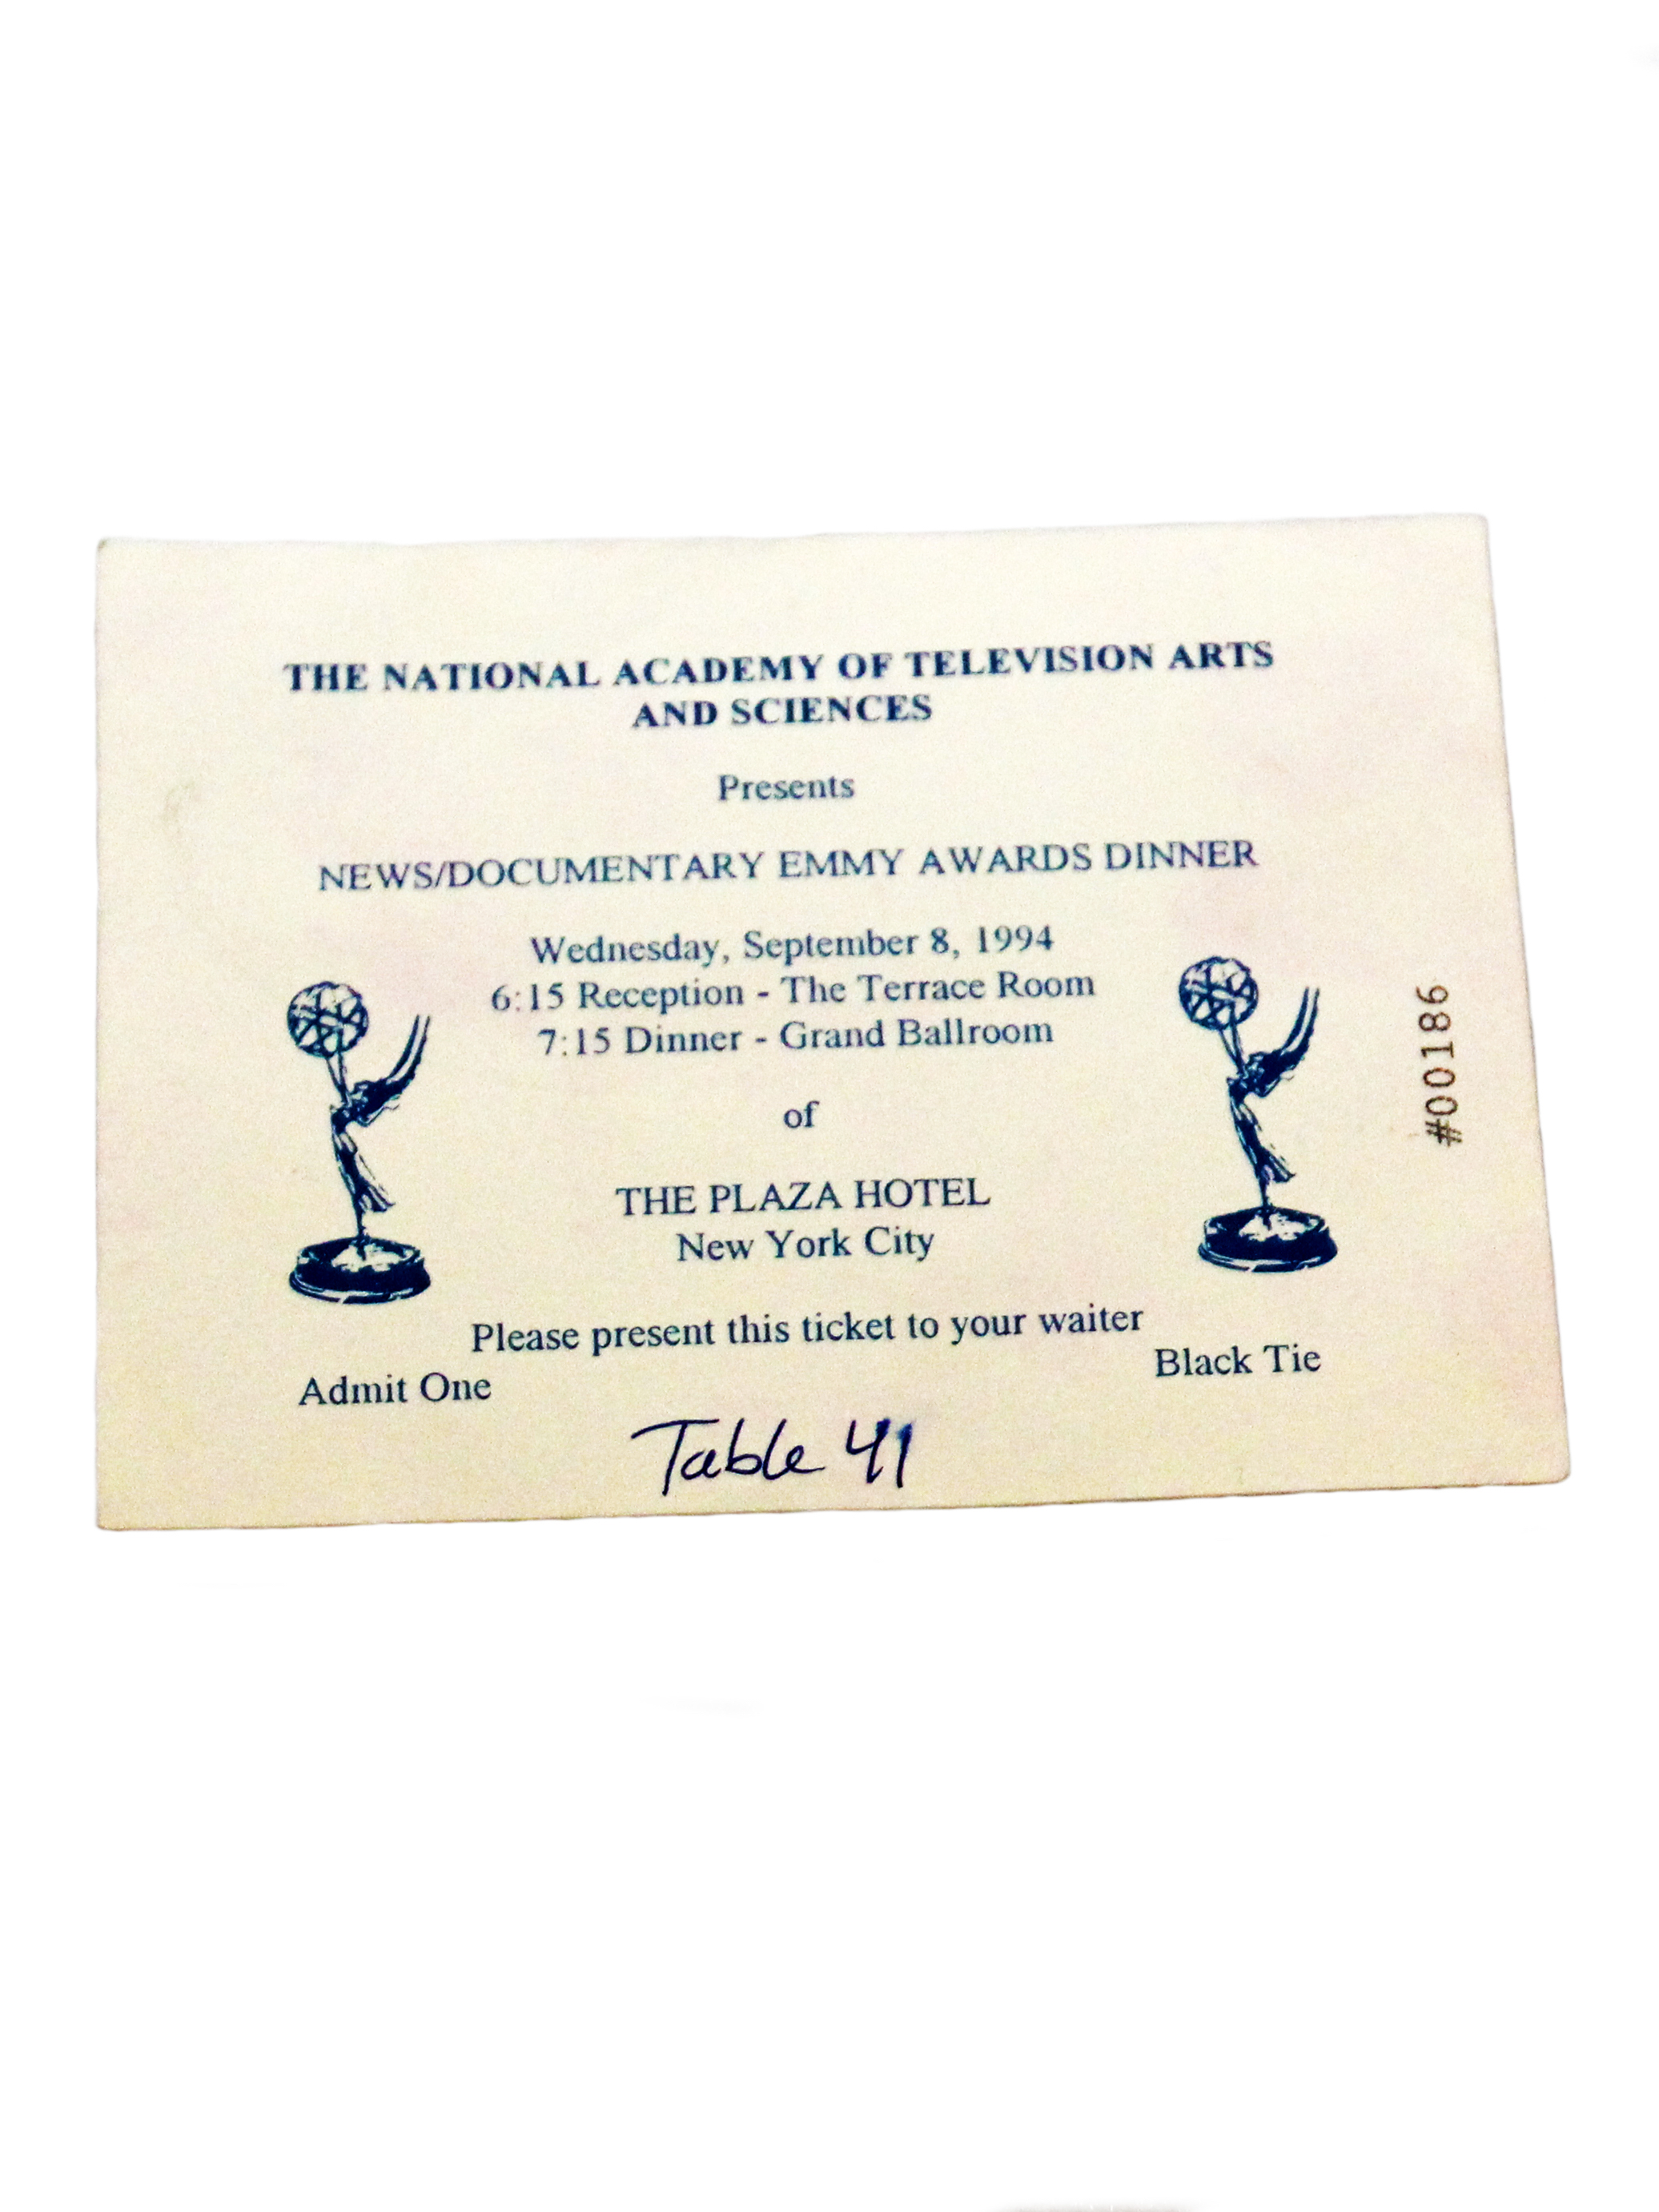 THE NATIONAL ACADEMY OF TELEVISION ARTS
AND SCIENCES
Presents
NEWS/DOCUMENTARY EMMY AWARDS DINNER
Wednesday, September 8, 1994
6:15 Reception - The Terrace Room
7:15 Dinner - Grand Ballroom
of
THE PLAZA HOTEL
New York City
Please present this ticket to your waiter
Admit One
Black Tie
Table 41
#00186